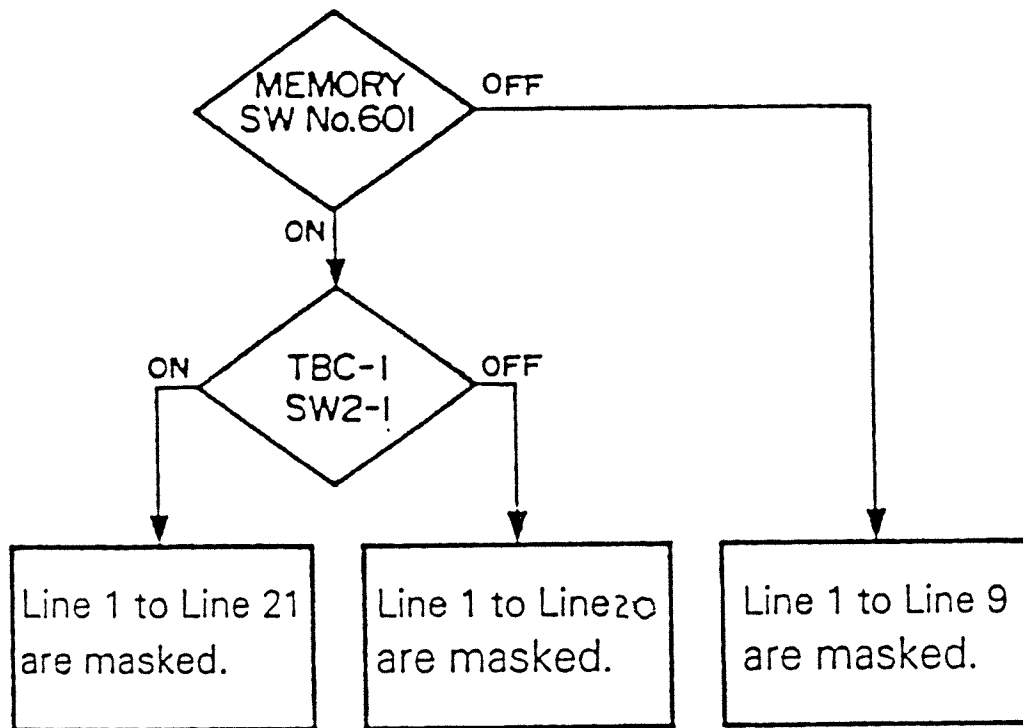 MEMORY
SW No.601
OFF
ON
TBC-1
SW2-1
ON
OFF
Line 1 to Line 21
are masked.
Line 1 to Line20
are masked.
Line 1 to Line 9
are masked.